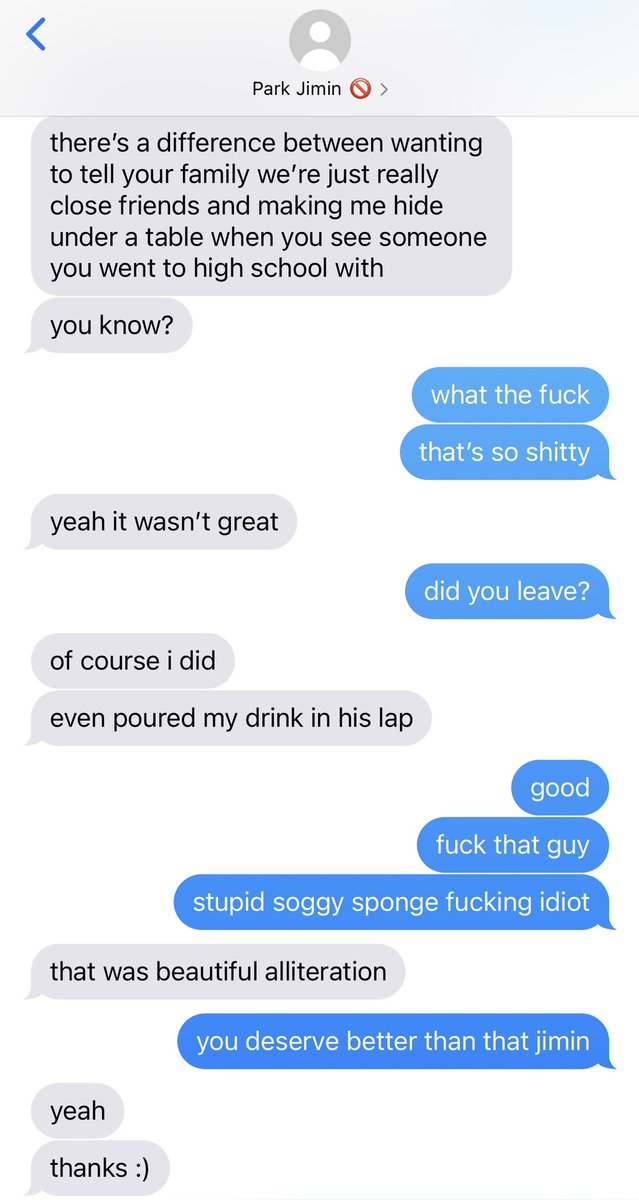 Park Jimin 🚫
there’s a difference between wanting
to tell your family we’re just really
close friends and making me hide
under a table when you see someone
you went to high school with
you know?
what the fuck
that’s so shitty
yeah it wasn’t great
did you leave?
of course i did
even poured my drink in his lap
good
fuck that guy
stupid soggy sponge fucking idiot
that was beautiful alliteration
you deserve better than that jimin
yeah
thanks :)